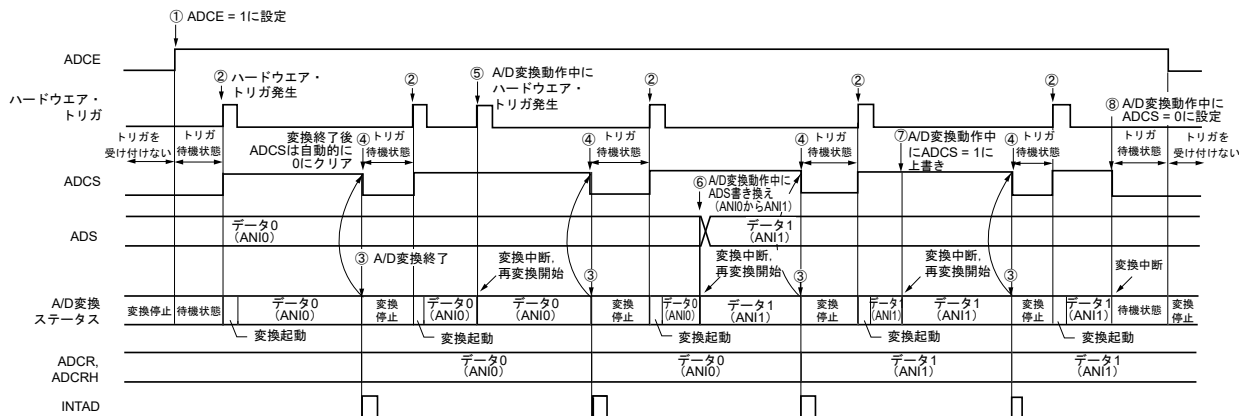 ① ADCE = 1に設定
ADCE
② ハードウエア・
トリガ発生
②
⑤ A/D変換動作中に
ハードウエア・
トリガ発生
②
②
②
⑧ A/D変換動作中に
ADCS = 0に設定
ハードウエア・
トリガ
トリガを
受け付けない
トリガ
待機状態
変換終了後
ADCSは自動的に
0にクリア
④ トリガ
待機状態
④ トリガ
待機状態
④ トリガ
待機状態
⑦ A/D変換動作中
にADCS = 1に
上書き
④ トリガ
待機状態
トリガ
待機状態
トリガを
受け付けない
ADCS
⑥ A/D変換動作中に
ADS書き換え
(ANI0からANI1)
ADS
データ0
(ANI0)
データ1
(ANI1)
③ A/D変換終了
変換中断,
再変換開始
③
変換中断,
再変換開始
③
変換中断,
再変換開始
③
変換中断
A/D変換
ステータス
変換停止
待機状態
データ0
(ANI0)
変換
停止
データ0
(ANI0)
データ0
(ANI0)
変換
停止
データ0
(ANI0)
データ1
(ANI1)
変換
停止
データ1
(ANI1)
データ1
(ANI1)
変換
停止
データ1
(ANI1)
待機状態
変換
停止
変換起動
変換起動
変換起動
変換起動
変換起動
ADCR,
ADCRH
データ0
(ANI0)
データ0
(ANI0)
データ1
(ANI1)
データ1
(ANI1)
INTAD